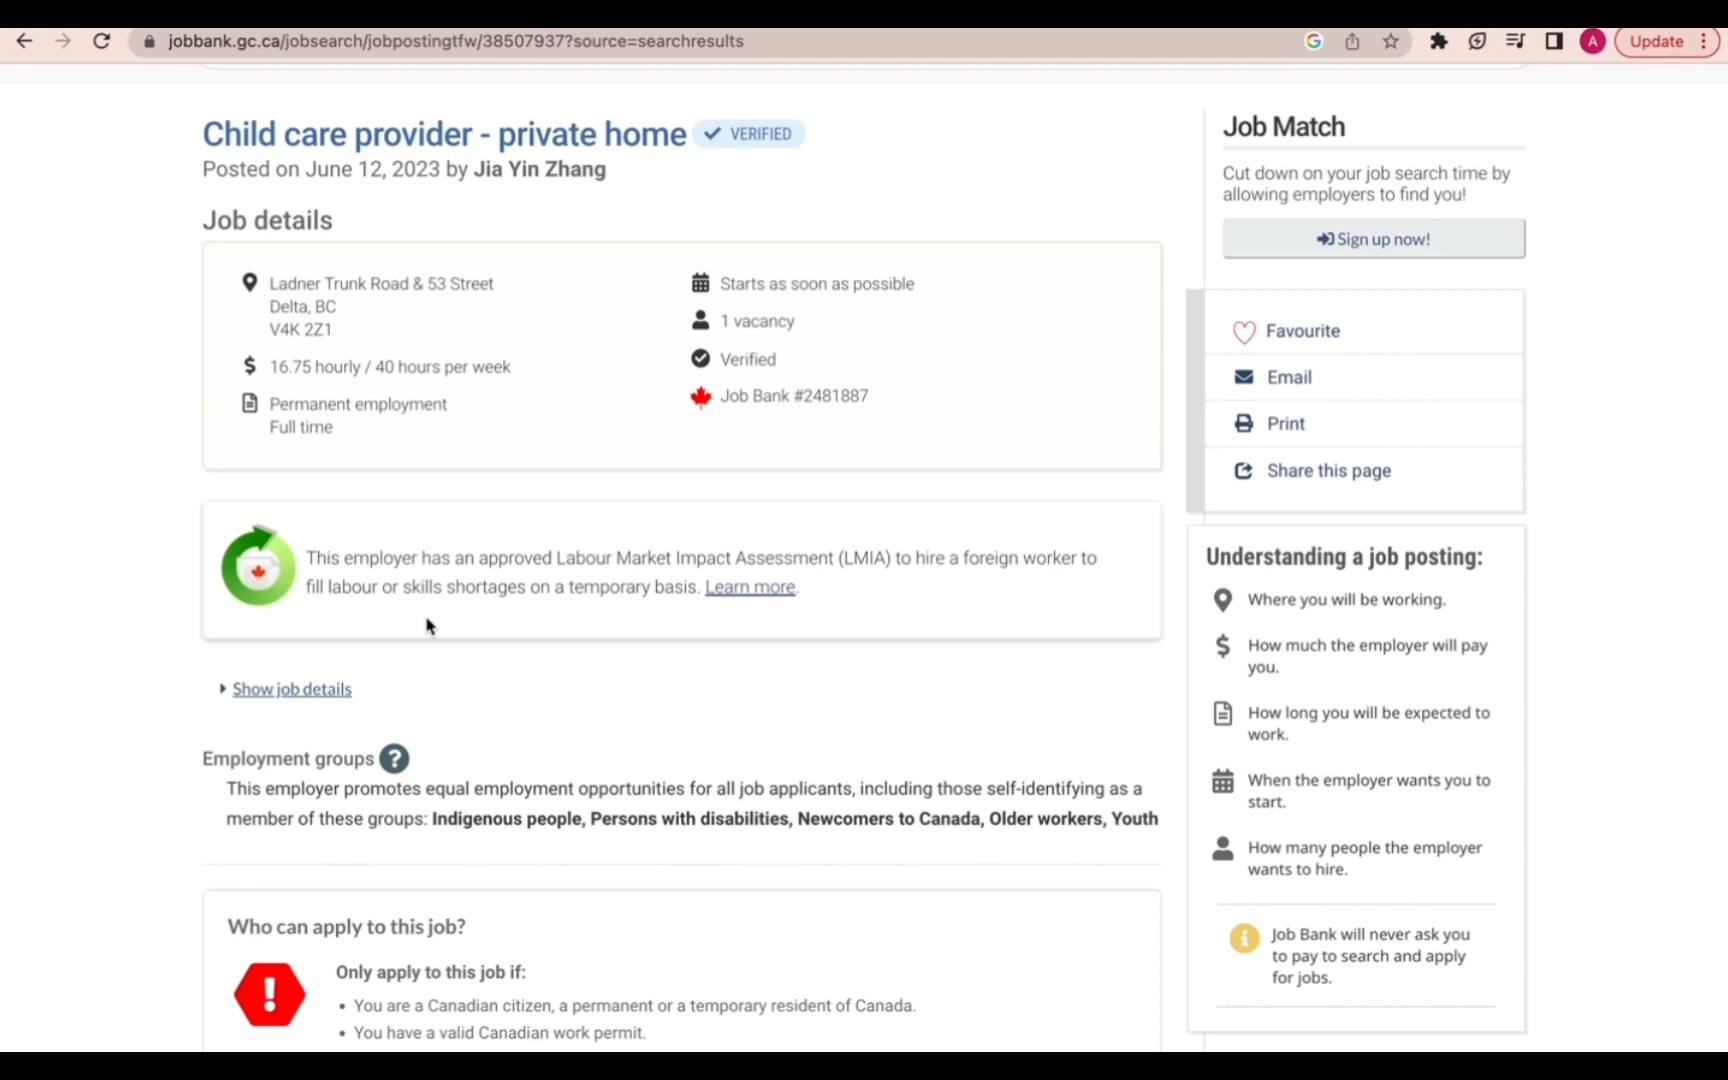 jobbank.gc.ca/jobsearch/jobpostingtfw/38507937?source=searchresults
A
Update
Child care provider - private home
VERIFIED
Posted on June 12, 2023 by Jia Yin Zhang
Job details
Ladner Trunk Road & 53 Street
Delta, BC
V4K 2Z1
$ 16.75 hourly / 40 hours per week
Permanent employment
Full time
Starts as soon as possible
1 vacancy
Verified
Job Bank #2481887
This employer has an approved Labour Market Impact Assessment (LMIA) to hire a foreign worker to
fill labour or skills shortages on a temporary basis. Learn more.
Show job details
Employment groups ?
This employer promotes equal employment opportunities for all job applicants, including those self-identifying as a
member of these groups: Indigenous people, Persons with disabilities, Newcomers to Canada, Older workers, Youth
Who can apply to this job?
Only apply to this job if:
• You are a Canadian citizen, a permanent or a temporary resident of Canada.
• You have a valid Canadian work permit.
Job Match
Cut down on your job search time by
allowing employers to find you!
Sign up now!
Favourite
Email
Print
Share this page
Understanding a job posting:
Where you will be working.
$ How much the employer will pay
you.
How long you will be expected to
work.
When the employer wants you to
start.
How many people the employer
wants to hire.
Job Bank will never ask you
to pay to search and apply
for jobs.